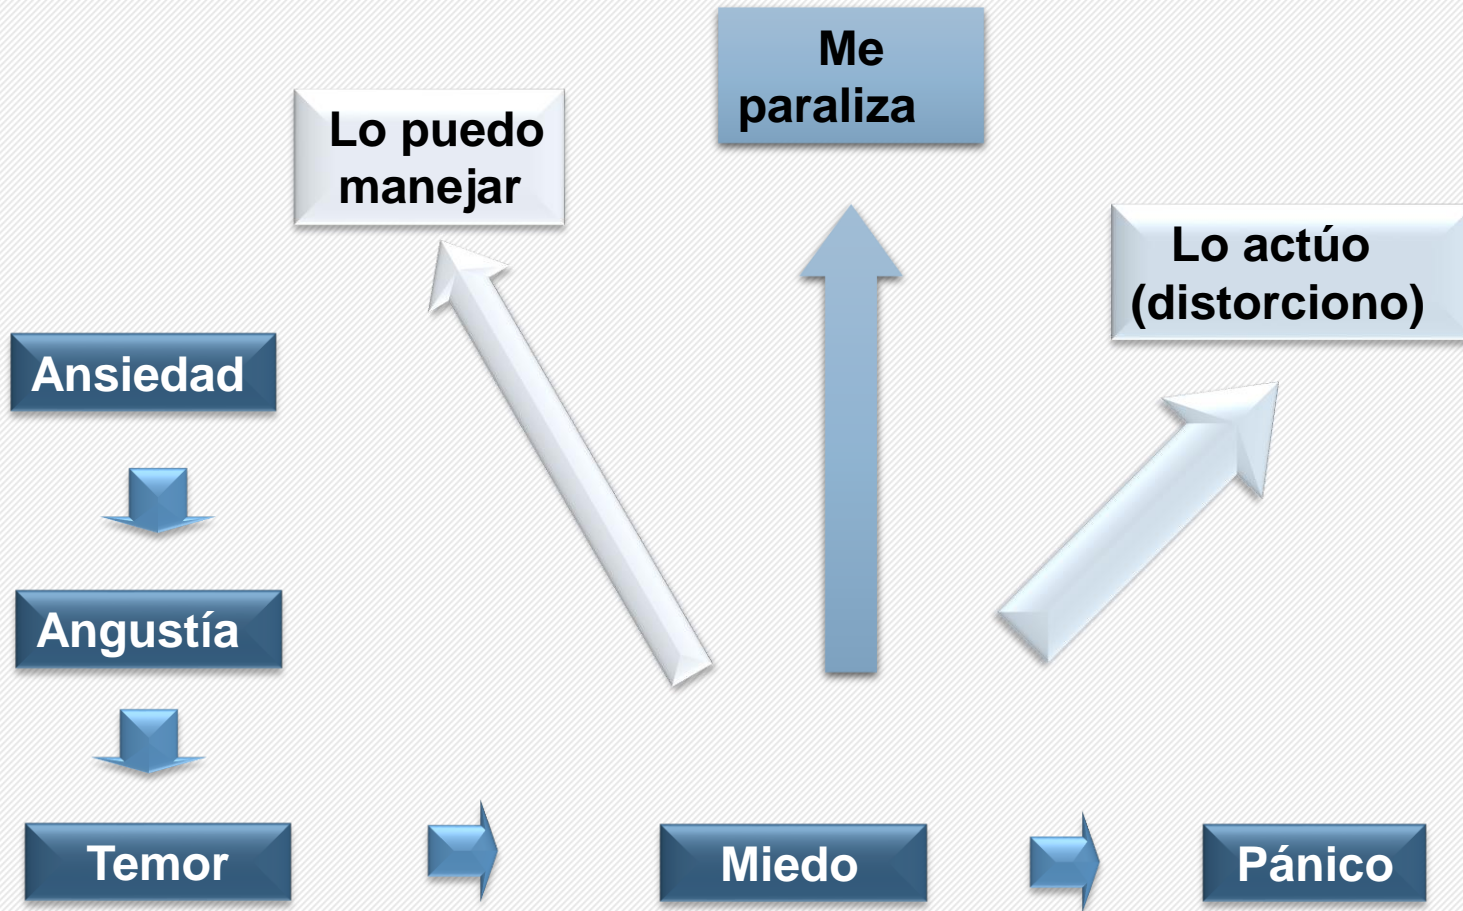 Me
paraliza
Lo puedo
manejar
Lo actúo
(distorciono)
Ansiedad
Angustía
Temor
Miedo
Pánico